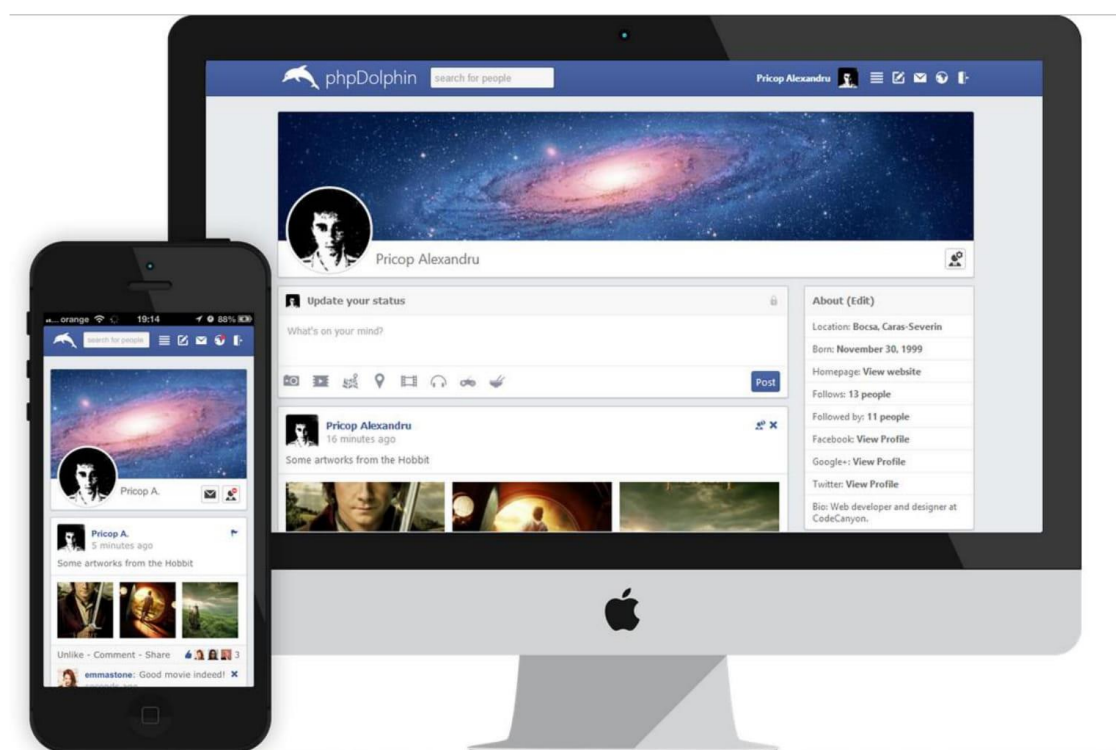 phpDolphin
search for people
Pricop Alexandru
Pricop Alexandru
Update your status
What's on your mind?
Post
Pricop Alexandru
16 minutes ago
Some artworks from the Hobbit
About (Edit)
Location: Bocsa, Caras-Severin
Born: November 30, 1999
Homepage: View website
Follows: 13 people
Followed by: 11 people
Facebook: View Profile
Google+: View Profile
Twitter: View Profile
Bio: Web developer and designer at
CodeCanyon.
orange
19:14
88%
search for people
Pricop A.
Pricop A.
5 minutes ago
Some artworks from the Hobbit
Unlike - Comment - Share
3
emmastone: Good movie indeed!
seconds ago